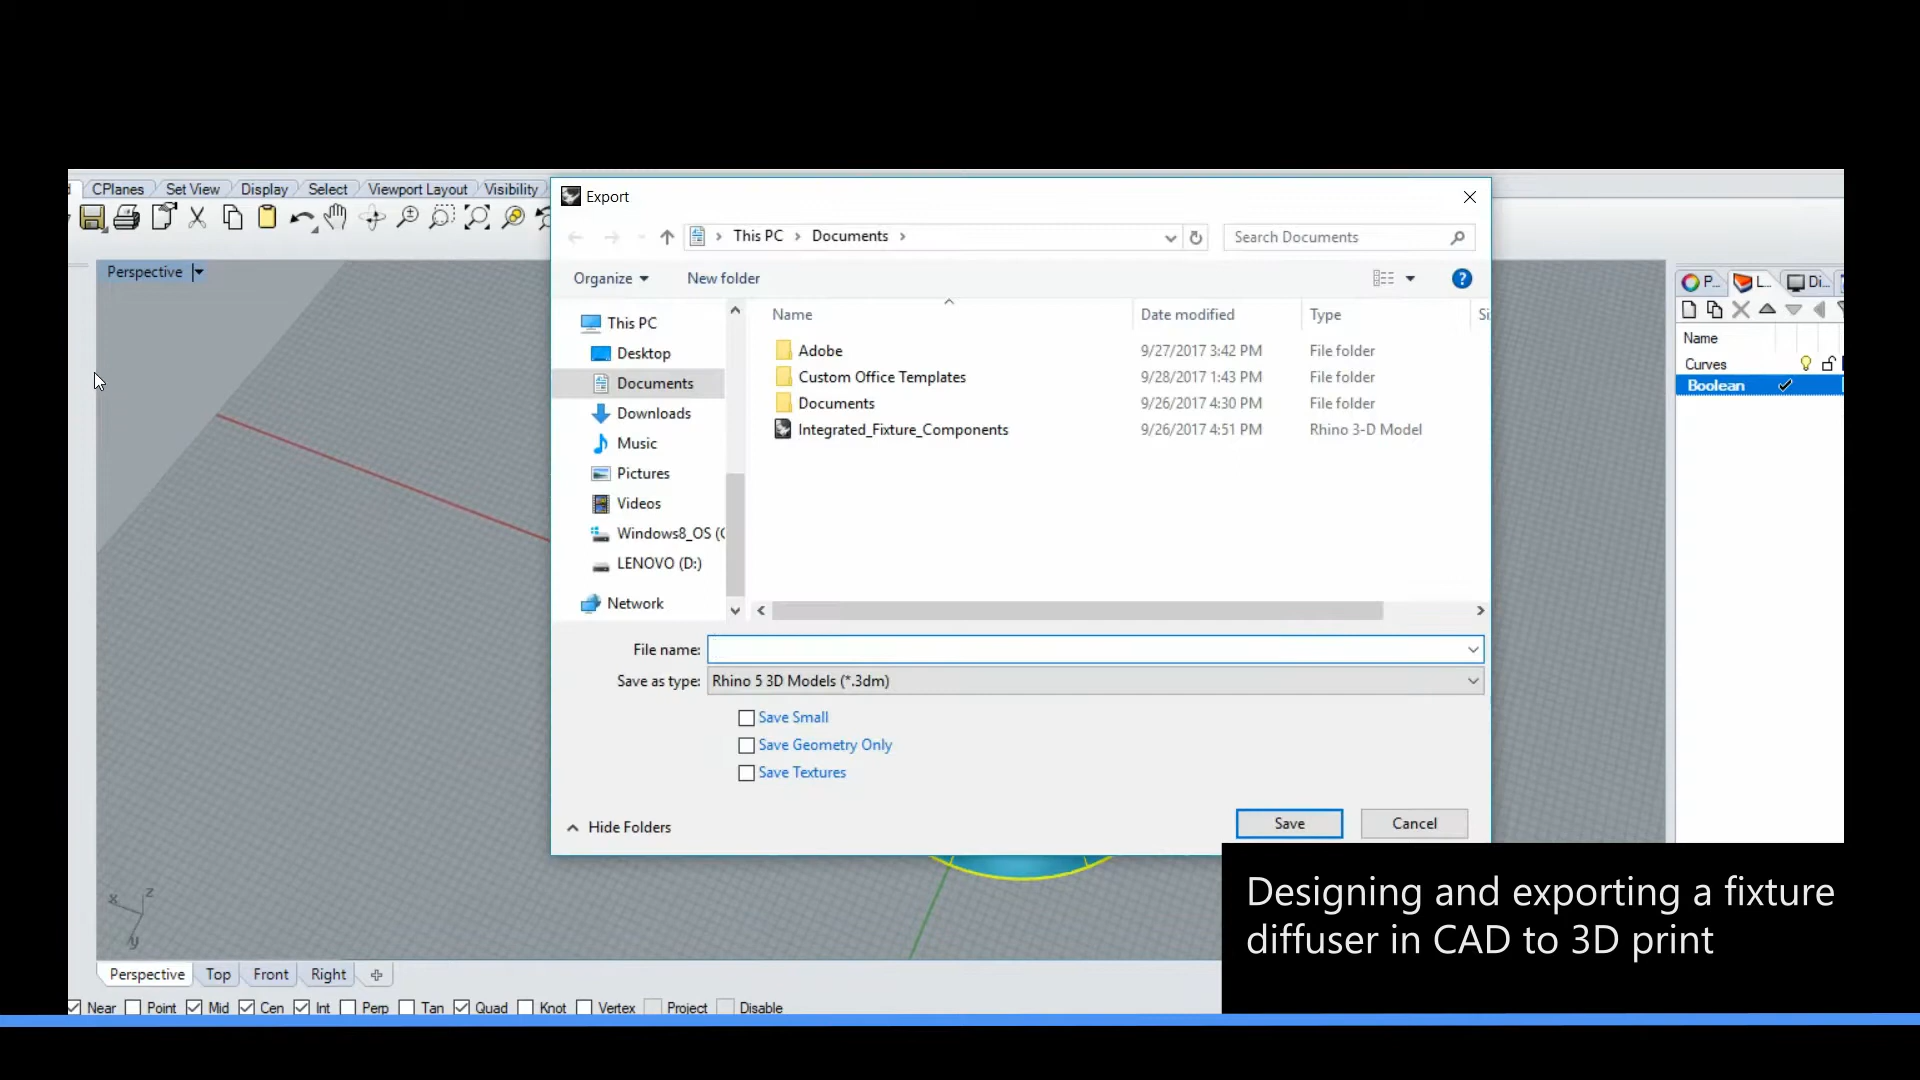 CPlanes Set View Display Select Viewport Layout Visibility
Export
This PC Documents
Search Documents
Organize New folder
Perspective
This PC
Desktop
Documents
Downloads
Music
Pictures
Videos
Windows8_OS (
LENOVO (D:)
Network
Name Date modified Type
Adobe 9/27/2017 3:42 PM File folder
Custom Office Templates 9/28/2017 1:43 PM File folder
Documents 9/26/2017 4:30 PM File folder
Integrated_Fixture_Components 9/26/2017 4:51 PM Rhino 3-D Model
P... L... Di...
Name
Curves
Boolean
File name:
Save as type: Rhino 5 3D Models (*.3dm)
Save Small
Save Geometry Only
Save Textures
Hide Folders
Save Cancel
x z
y
Designing and exporting a fixture
diffuser in CAD to 3D print
Perspective Top Front Right
Near Point Mid Cen Int Perp Tan Quad Knot Vertex Project Disable